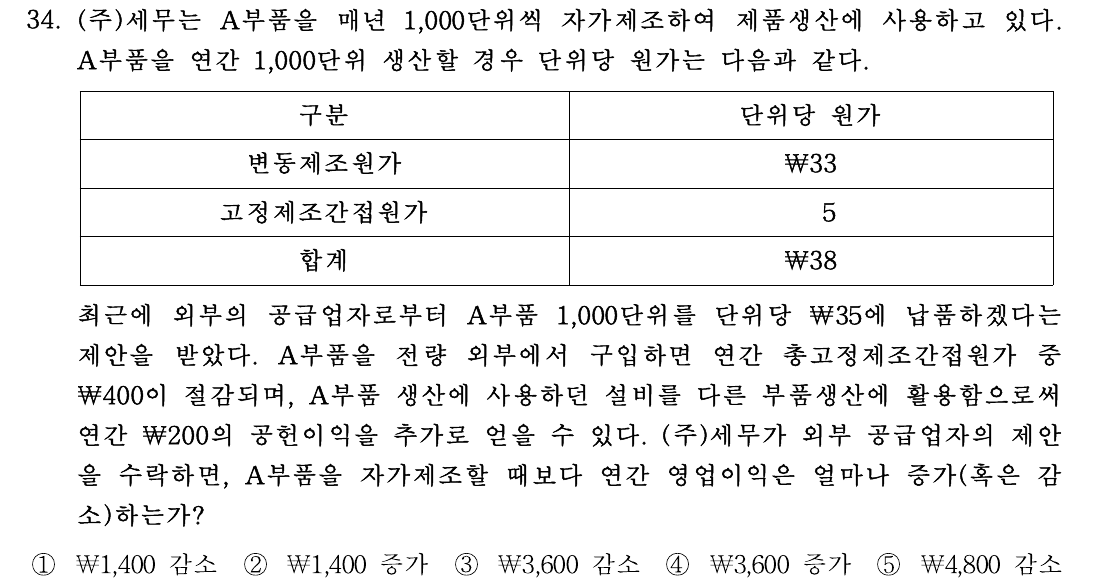 34. (주)세무는 A부품을 매년 1,000단위씩 자가제조하여 제품생산에 사용하고 있다.
A부품을 연간 1,000단위 생산할 경우 단위당 원가는 다음과 같다.
구분 단위당 원가
변동제조원가 ₩33
고정제조간접원가 5
합계 ₩38
최근에 외부의 공급업자로부터 A부품 1,000단위를 단위당 ₩35에 납품하겠다는
제안을 받았다. A부품을 전량 외부에서 구입하면 연간 총고정제조간접원가 중
₩400이 절감되며, A부품 생산에 사용하던 설비를 다른 부품생산에 활용함으로써
연간 ₩200의 공헌이익을 추가로 얻을 수 있다. (주)세무가 외부 공급업자의 제안
을 수락하면, A부품을 자가제조할 때보다 연간 영업이익은 얼마나 증가(혹은 감
소)하는가?
① ₩1,400 감소 ② ₩1,400 증가 ③ ₩3,600 감소 ④ ₩3,600 증가 ⑤ ₩4,800 감소